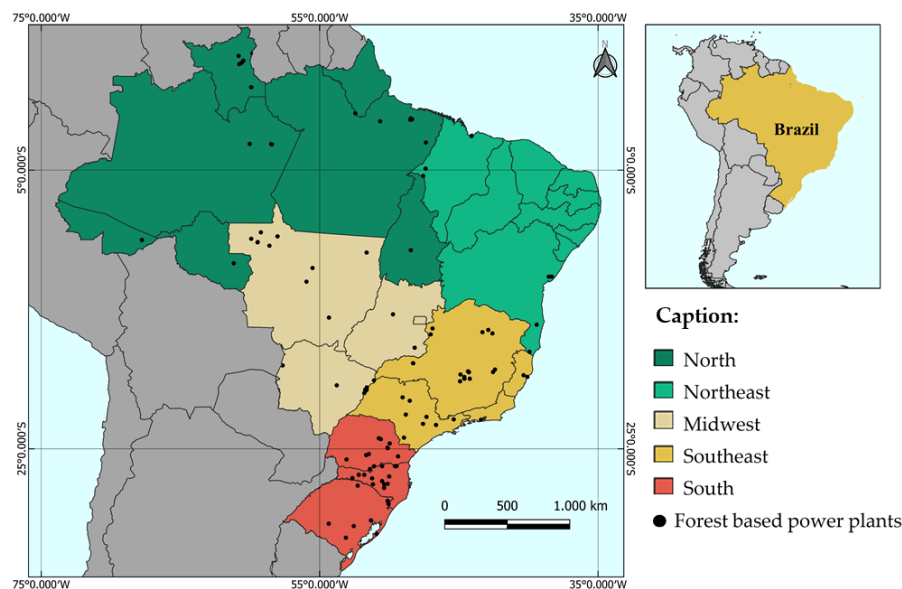 75°0.000'W
55°0.000'W
35°0.000'W
N
5°0.000'S
5°0.000'S
25°0.000'S
25°0.000'S
0
500
1.000 km
75°0.000'W
55°0.000'W
35°0.000'W
Brazil
Caption:
North
Northeast
Midwest
Southeast
South
Forest based power plants